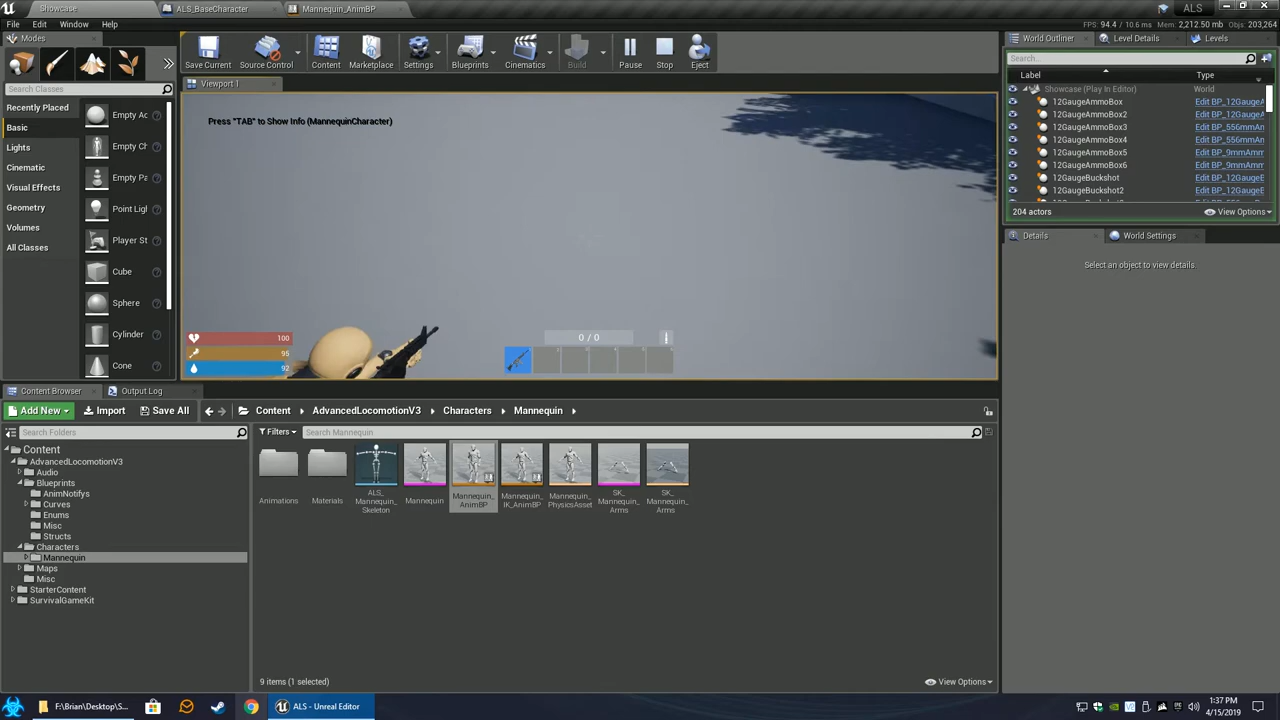 Showcase
ALS_BaseCharacter
Mannequin_AnimBP
ALS
File Edit Window Help
FPS: 94.4 / 10.6 ms Mem: 2,212.50 mb Objs: 203,264
Modes
Search Classes
Recently Placed
Basic
Lights
Cinematic
Visual Effects
Geometry
Volumes
All Classes
Empty Ac
Empty Ch
Empty Pa
Point Ligh
Player St
Cube
Sphere
Cylinder
Cone
Save Current
Source Control
Content
Marketplace
Settings
Blueprints
Cinematics
Build
Pause
Stop
Eject
Viewport 1
Press "TAB" to Show Info (MannequinCharacter)
100
95
92
0 / 0
World Outliner
Level Details
Levels
Search...
Label Type
Showcase (Play In Editor) World
12GaugeAmmoBox Edit BP_12GaugeA
12GaugeAmmoBox2 Edit BP_12GaugeA
12GaugeAmmoBox3 Edit BP_556mmAn
12GaugeAmmoBox4 Edit BP_556mmAn
12GaugeAmmoBox5 Edit BP_9mmAmm
12GaugeAmmoBox6 Edit BP_9mmAmm
12GaugeBuckshot Edit BP_12GaugeB
12GaugeBuckshot2 Edit BP_12GaugeB
204 actors
View Options
Details
World Settings
Select an object to view details.
Content Browser
Output Log
Add New
Import
Save All
Content
AdvancedLocomotionV3
Characters
Mannequin
Search Folders
Filters
Search Mannequin
Content
AdvancedLocomotionV3
Audio
Blueprints
AnimNotifys
Curves
Enums
Misc
Structs
Characters
Mannequin
Maps
Misc
StarterContent
SurvivalGameKit
Animations
Materials
ALS_
Mannequin_
Skeleton
Mannequin
Mannequin_
AnimBP
Mannequin_
IK_AnimBP
Mannequin_
PhysicsAsset
SK_
Mannequin_
Arms
SK_
Mannequin_
Arms
9 items (1 selected)
View Options
F:\Brian\Desktop\S...
ALS - Unreal Editor
1:37 PM
4/15/2019